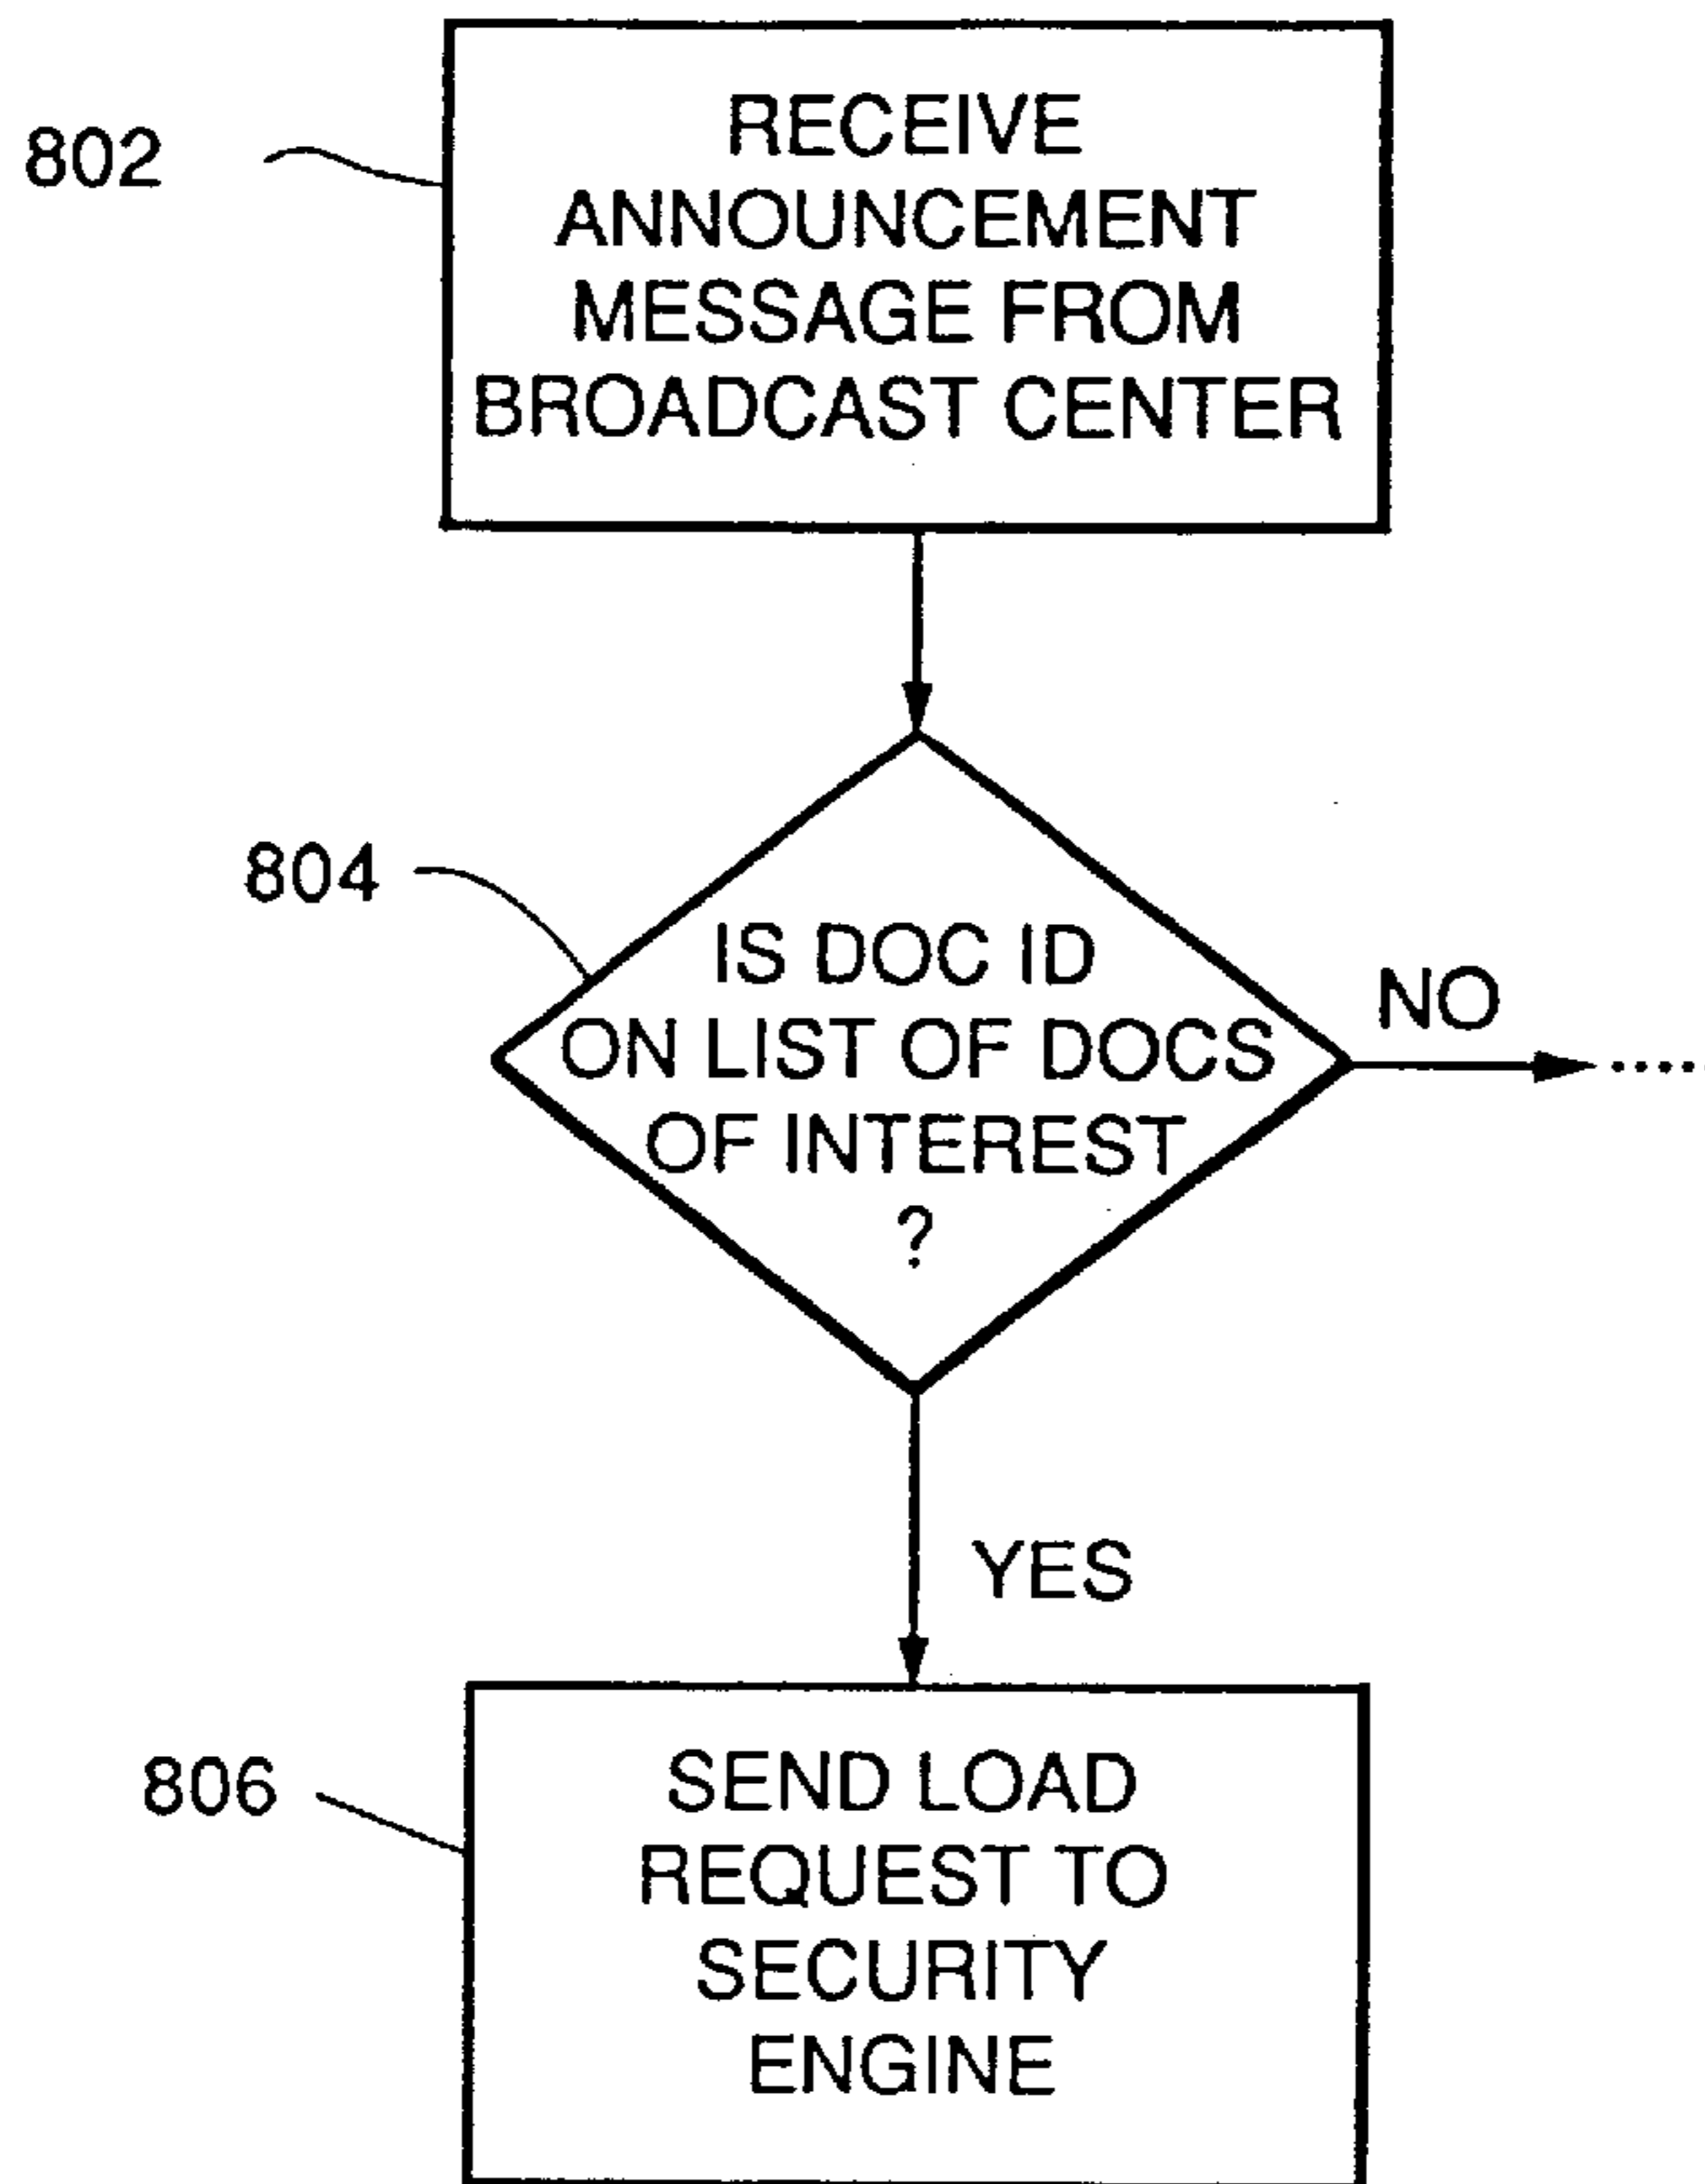 802
RECEIVE
ANNOUNCEMENT
MESSAGE FROM
BROADCAST CENTER
804
IS DOC ID
ON LIST OF DOCS
OF INTEREST
?
NO
YES
806
SEND LOAD
REQUEST TO
SECURITY
ENGINE